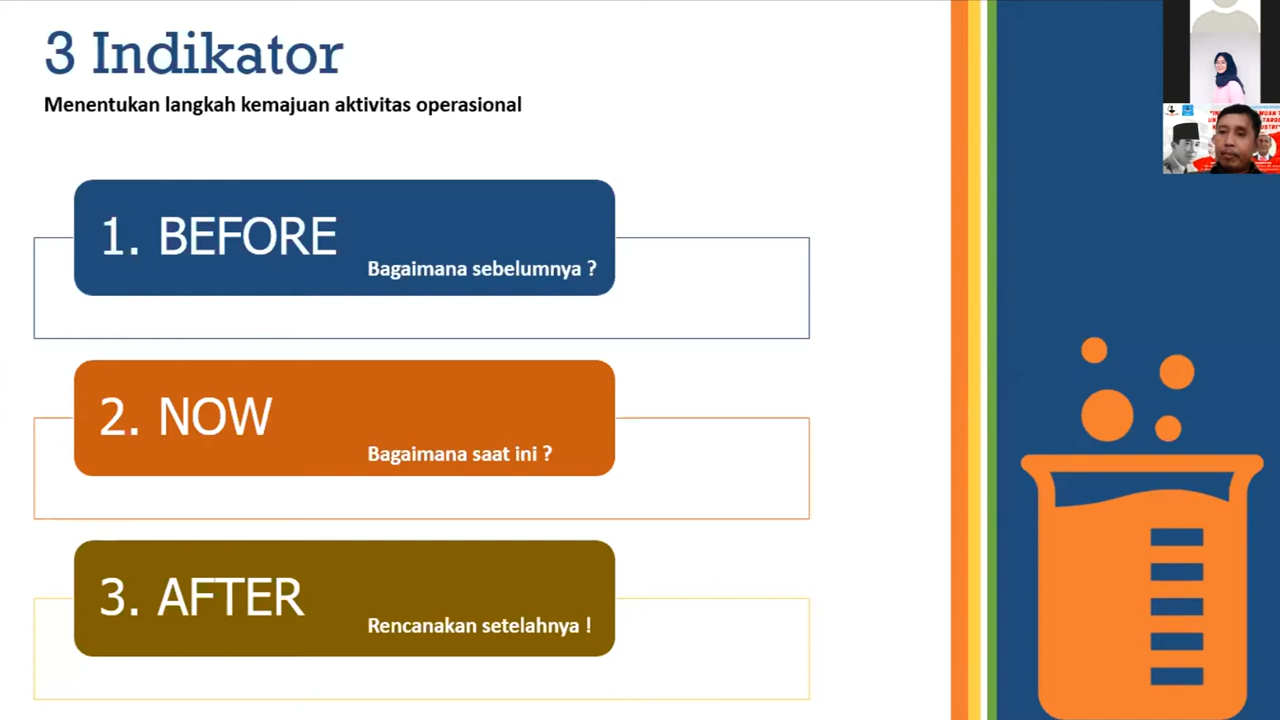 3 Indikator
Menentukan langkah kemajuan aktivitas operasional
1. BEFORE
Bagaimana sebelumnya ?
2. NOW
Bagaimana saat ini ?
3. AFTER
Rencanakan setelahnya !